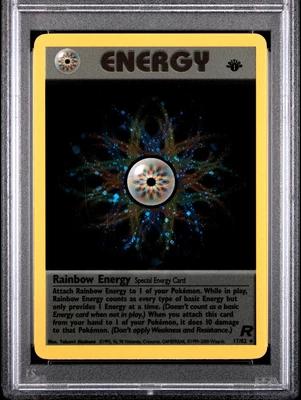 ENERGY
1
Rainbow Energy Special Energy Card
Attach Rainbow Energy to 1 of your Pokémon. While in play,
Rainbow Energy counts as every type of basic Energy but
only provides 1 Energy at a time. (Doesn't count as a basic
Energy card when not in play.) When you attach this card
from your hand to 1 of your Pokémon, it does 10 damage
to that Pokémon. (Don't apply Weakness and Resistance.)
R
17/82